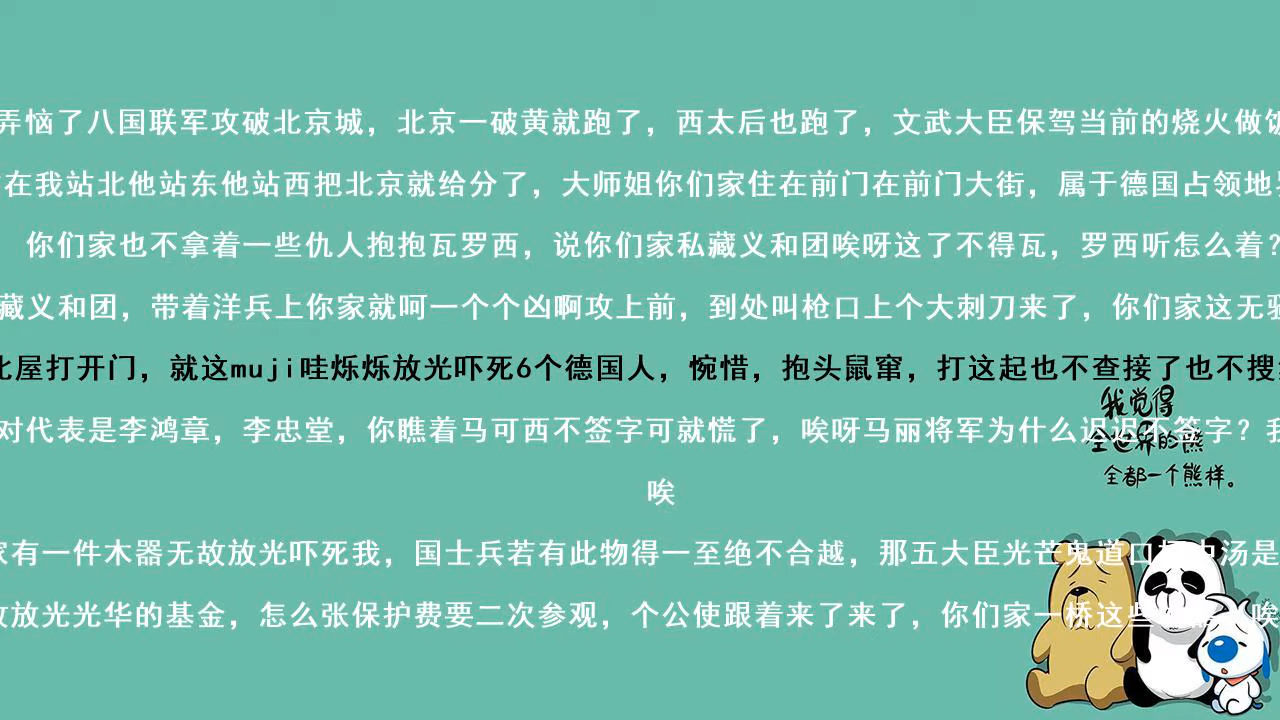 弄恼了八国联军攻破北京城，北京一破黄就跑了，西太后也跑了，文武大臣保驾当前的烧火做饭
在我站北他站东他站西把北京就给分了，大师姐你们家住在前门在前门大街，属于德国占领地
你们家也不拿着一些仇人抱抱瓦罗西，说你们家私藏义和团唉呀这了不得瓦，罗西听怎么着？
藏义和团，带着洋兵上你家就呵一个个凶啊攻上前，到处叫枪口上个大刺刀来了，你们家这无
屋打开门，就这muji哇烁烁放光吓死6个德国人，惋惜，抱头鼠窜，打这起也不查接了也不搜
对代表是李鸿章，李忠堂，你瞧着马可西不签字可就慌了，唉呀马丽将军为什么迟迟不签字？我
我觉得
全世界的熊
全都一个熊样。
唉
家有一件木器无故放光吓死我，国士兵若有此物得一至绝不合越，那五大臣光芒鬼道口
汤是
放光光华的基金，怎么张保护费要二次参观，个公使跟着来了来了，你们家一桥这些
唉